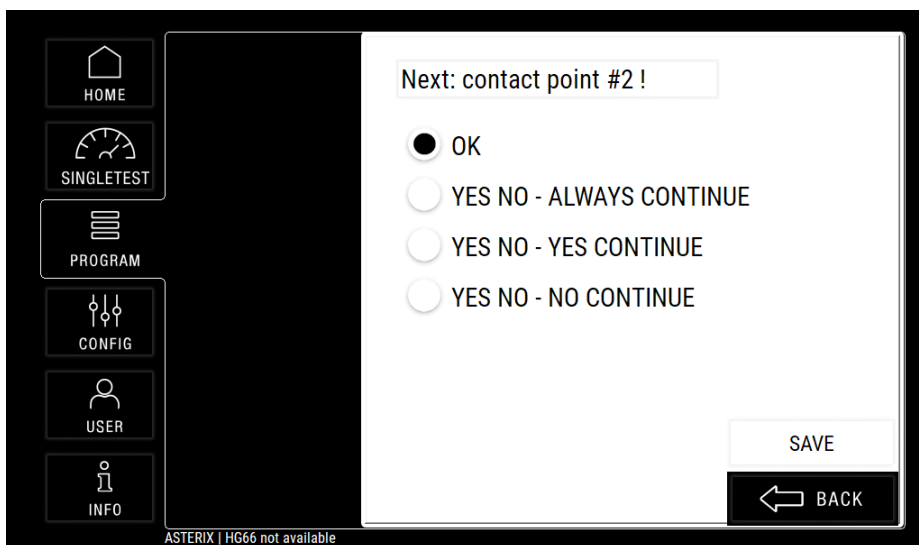 HOME
SINGLETEST
PROGRAM
CONFIG
USER
INFO
Next: contact point #2 !
OK
YES NO - ALWAYS CONTINUE
YES NO - YES CONTINUE
YES NO - NO CONTINUE
SAVE
BACK
ASTERIX | HG66 not available